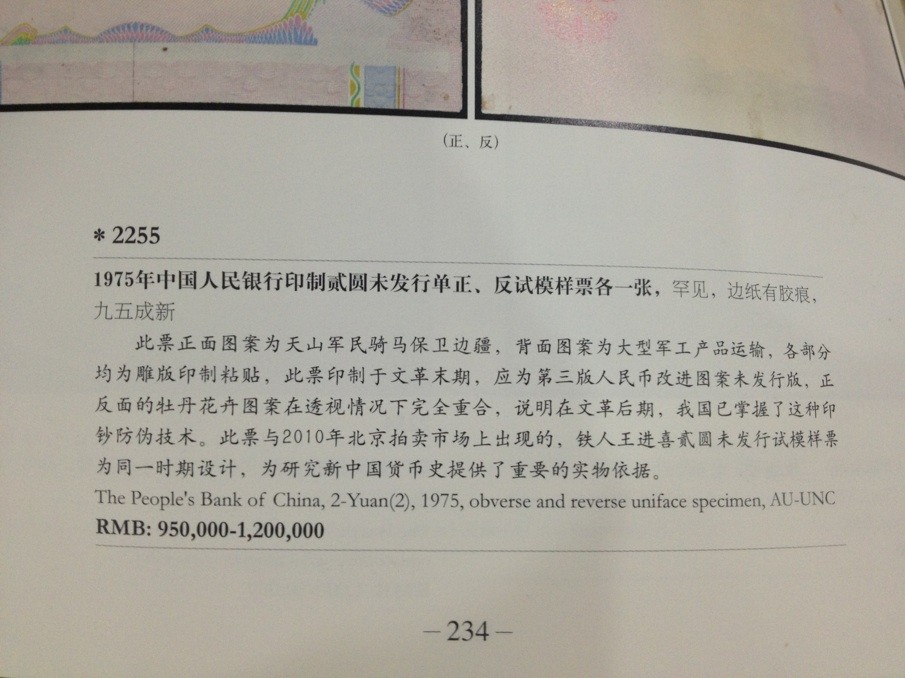 (正、反)
* 2255
1975年中国人民银行印制贰圆未发行单正、反试模样票各一张，罕见，边纸有胶痕，
九五成新
此票正面图案为天山军民骑马保卫边疆，背面图案为大型军工产品运输，各部分
均为雕版印制粘贴，此票印制于文革末期，应为第三版人民币改进图案未发行版，正
反面的牡丹花卉图案在透视情况下完全重合，说明在文革后期，我国已掌握了这种印
钞防伪技术。此票与2010年北京拍卖市场上出现的，铁人王进喜贰圆未发行试模样票
为同一时期设计，为研究新中国货币史提供了重要的实物依据。
The People's Bank of China, 2-Yuan(2), 1975, obverse and reverse uniface specimen, AU-UNC
RMB: 950,000-1,200,000
－234－